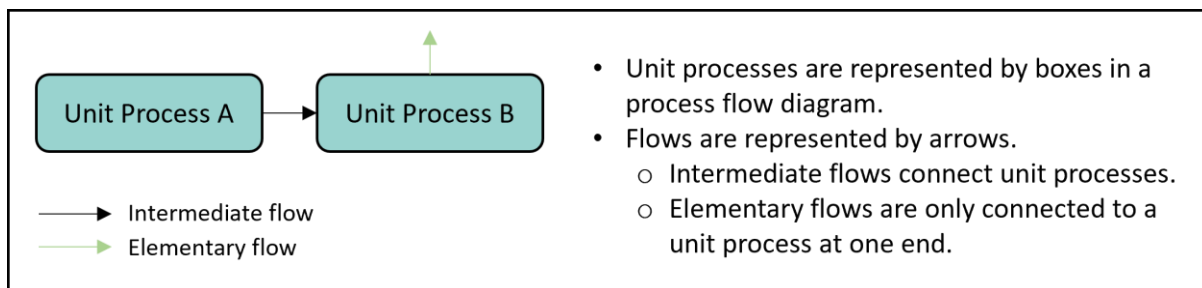 Unit Process A
Unit Process B
Intermediate flow
Elementary flow
• Unit processes are represented by boxes in a
process flow diagram.
• Flows are represented by arrows.
o Intermediate flows connect unit processes.
o Elementary flows are only connected to a
unit process at one end.